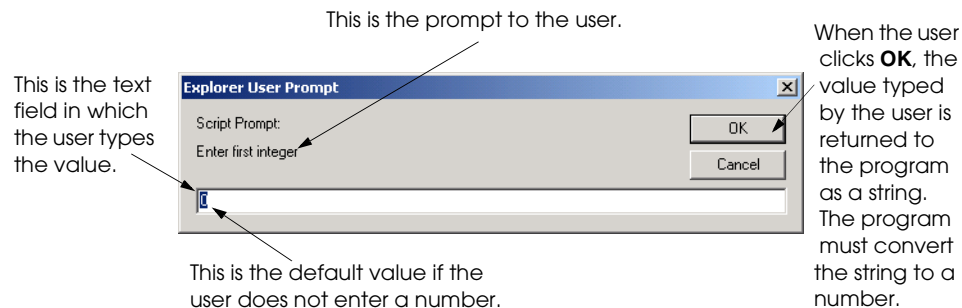 This is the prompt to the user.
When the user
clicks OK, the
value typed
by the user is
returned to
the program
as a string.
The program
must convert
the string to a
number.
This is the text
field in which
the user types
the value.
Explorer User Prompt
Script Prompt:
Enter first integer
OK
Cancel
0
This is the default value if the
user does not enter a number.